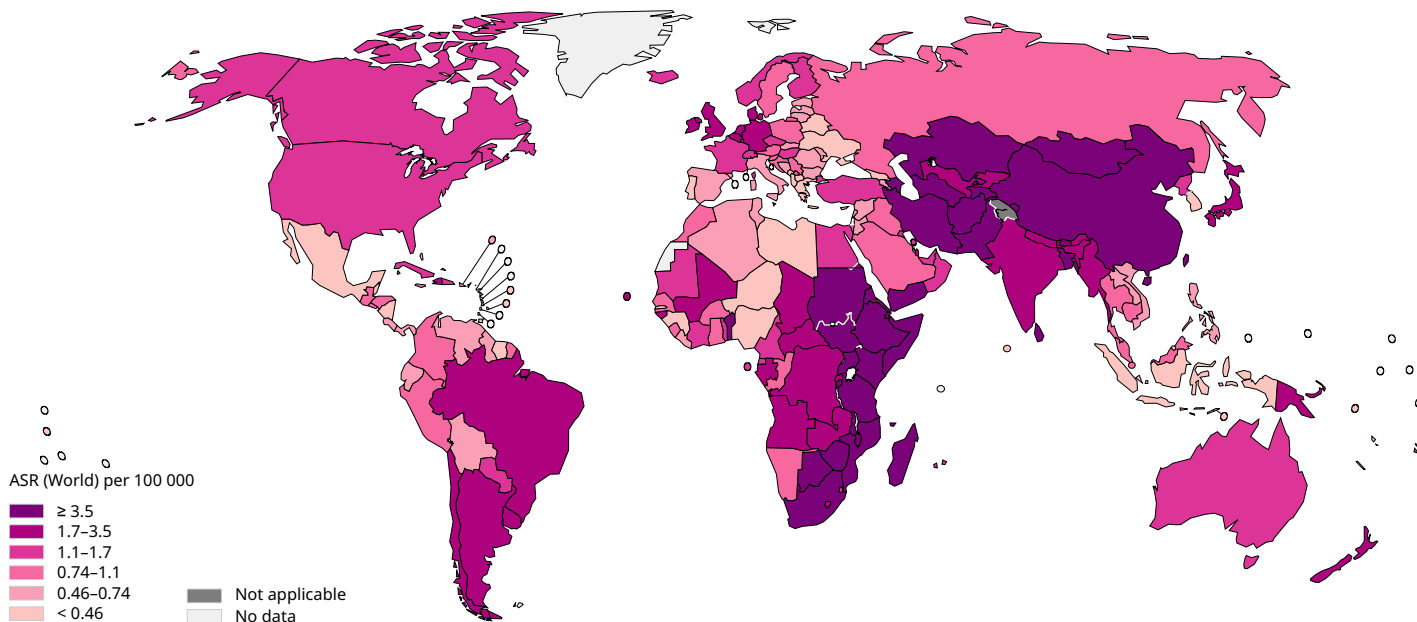 ASR (World) per 100 000
≥ 3.5
1.7–3.5
1.1–1.7
0.74–1.1
0.46–0.74
< 0.46
Not applicable
No data